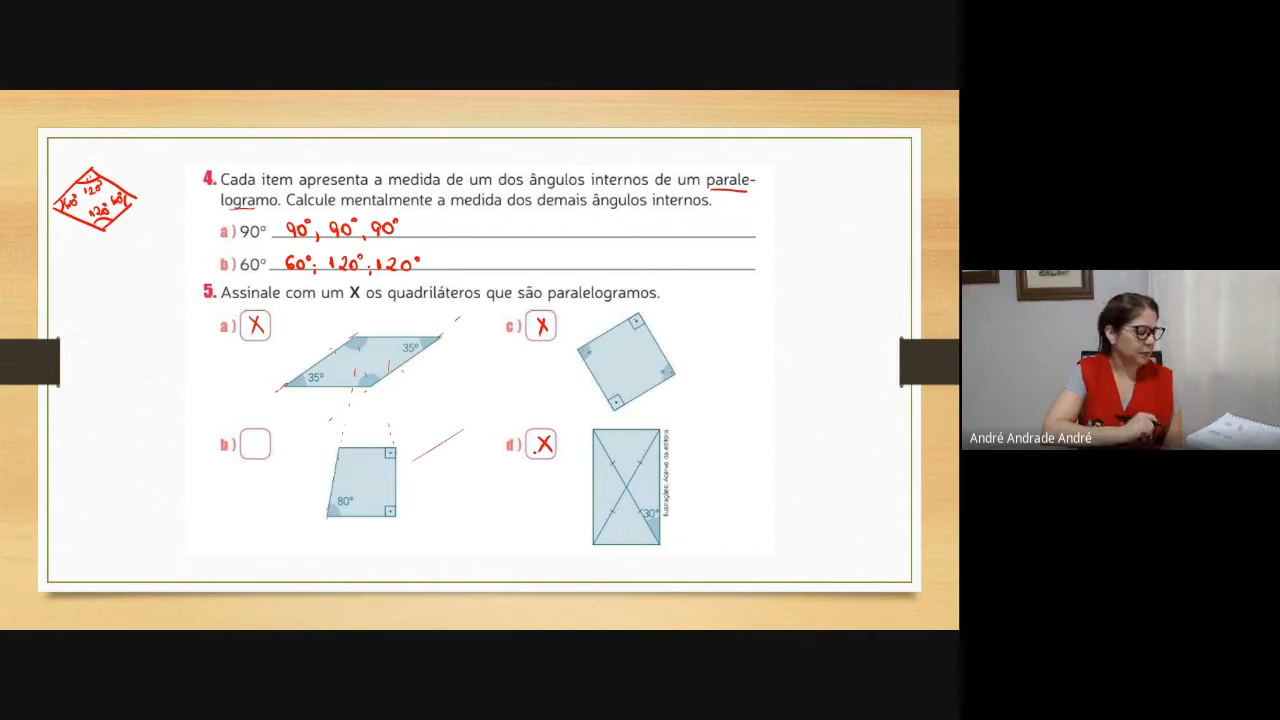 4. Cada item apresenta a medida de um dos ângulos internos de um parale-
logramo. Calcule mentalmente a medida dos demais ângulos internos.
a) 90° 90°, 90°, 90°
b) 60° 60°; 120°; 120°
120°
60° 60°
120°
5. Assinale com um X os quadriláteros que são paralelogramos.
a) X
35°
35°
b)
80°
c) X
d) .X
30°
Ilustrações: Acervo da editora
André Andrade André